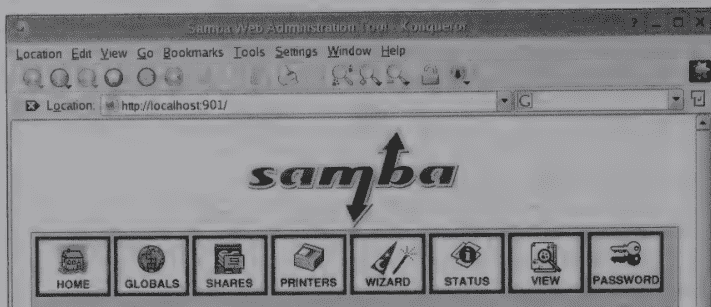 Samba Web Administration Tool - Konqueror
Location Edit View Go Bookmarks Tools Settings Window Help
Location: http://localhost:901/
samba
HOME GLOBALS SHARES PRINTERS WIZARD STATUS VIEW PASSWORD